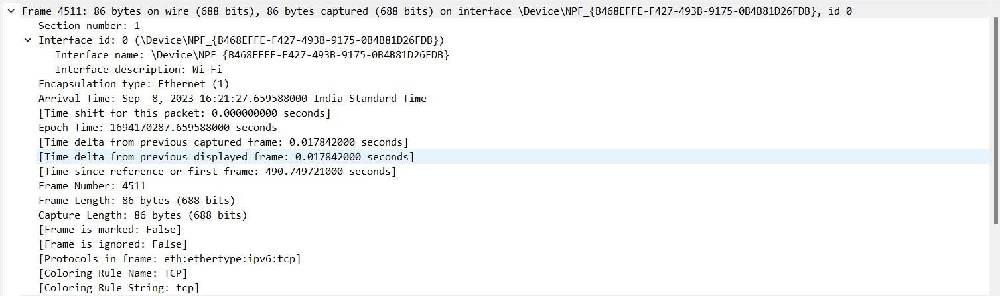 Frame 4511: 86 bytes on wire (688 bits), 86 bytes captured (688 bits) on interface \Device\NPF_{B468EFFE-F427-493B-9175-0B4B81D26FDB}, id 0
Section number: 1
Interface id: 0 (\Device\NPF_{B468EFFE-F427-493B-9175-0B4B81D26FDB})
Interface name: \Device\NPF_{B468EFFE-F427-493B-9175-0B4B81D26FDB}
Interface description: Wi-Fi
Encapsulation type: Ethernet (1)
Arrival Time: Sep  8, 2023 16:21:27.659588000 India Standard Time
[Time shift for this packet: 0.000000000 seconds]
Epoch Time: 1694170287.659588000 seconds
[Time delta from previous captured frame: 0.017842000 seconds]
[Time delta from previous displayed frame: 0.017842000 seconds]
[Time since reference or first frame: 490.749721000 seconds]
Frame Number: 4511
Frame Length: 86 bytes (688 bits)
Capture Length: 86 bytes (688 bits)
[Frame is marked: False]
[Frame is ignored: False]
[Protocols in frame: eth:ethertype:ipv6:tcp]
[Coloring Rule Name: TCP]
[Coloring Rule String: tcp]